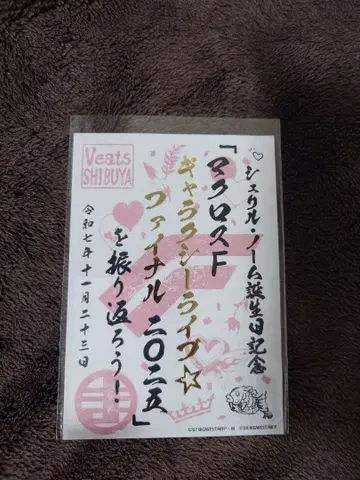 ♡シェリル・ノーム誕生日記念
「マクロスF
ギャラクシーライブ☆
ファイナル二〇二五」
を振り返ろう！
令和七年十一月二十三日
Veats
SHIBUYA